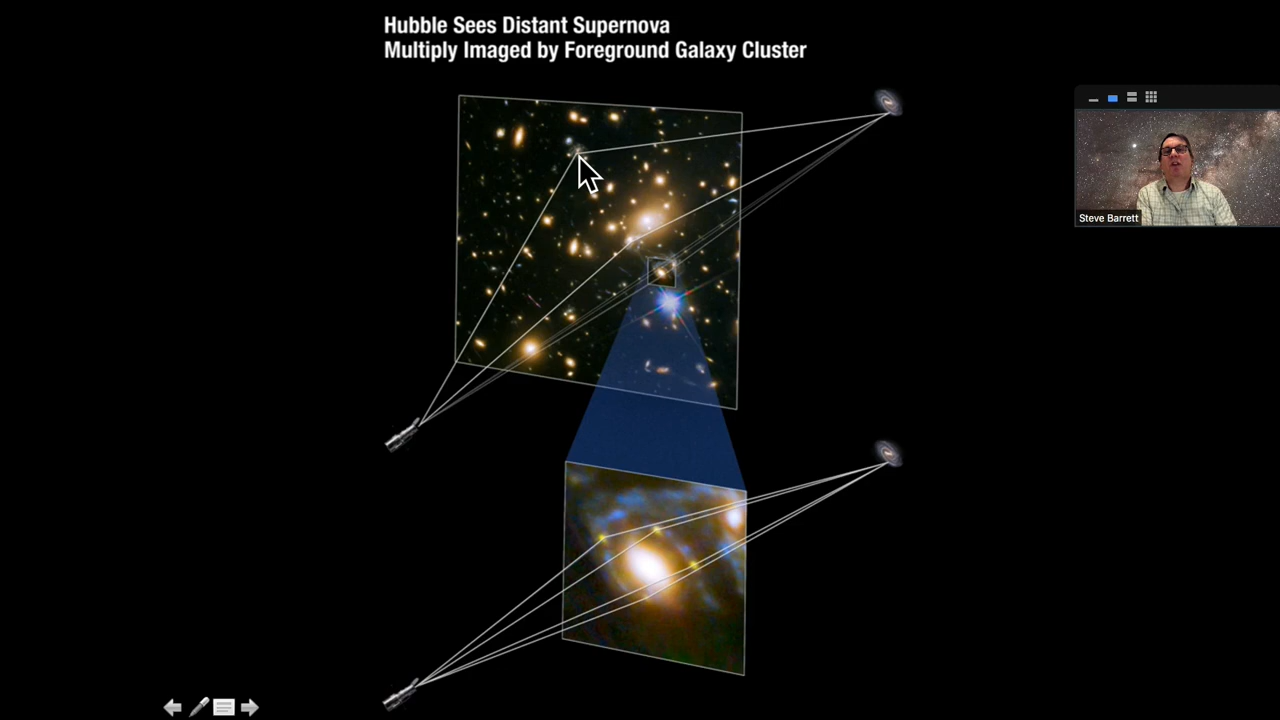 Hubble Sees Distant Supernova
Multiply Imaged by Foreground Galaxy Cluster
Steve Barrett